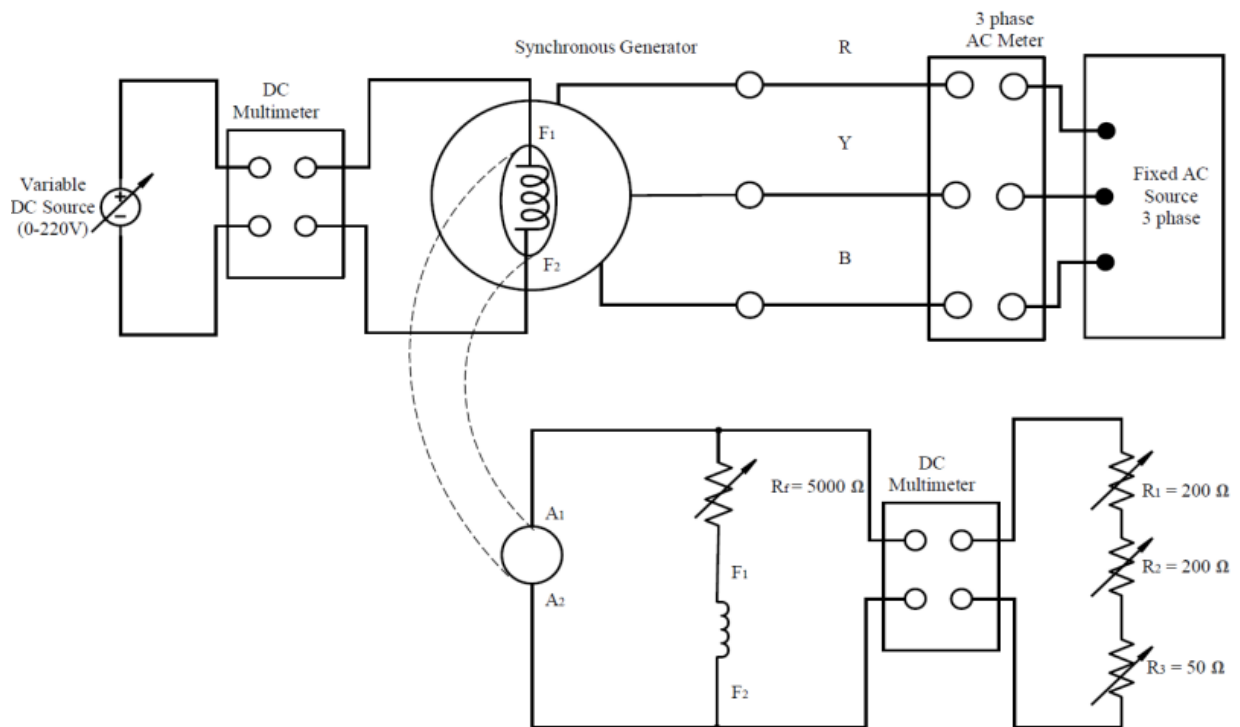 3 phase
AC Meter
Synchronous Generator
R
DC
Multimeter
F₁
Y
Variable
DC Source
(0-220V)
Fixed AC
Source
3 phase
F₂
B
DC
Multimeter
Rf = 5000 Ω
R₁ = 200 Ω
A₁
F₁
R₂ = 200 Ω
A₂
F₂
R₃ = 50 Ω